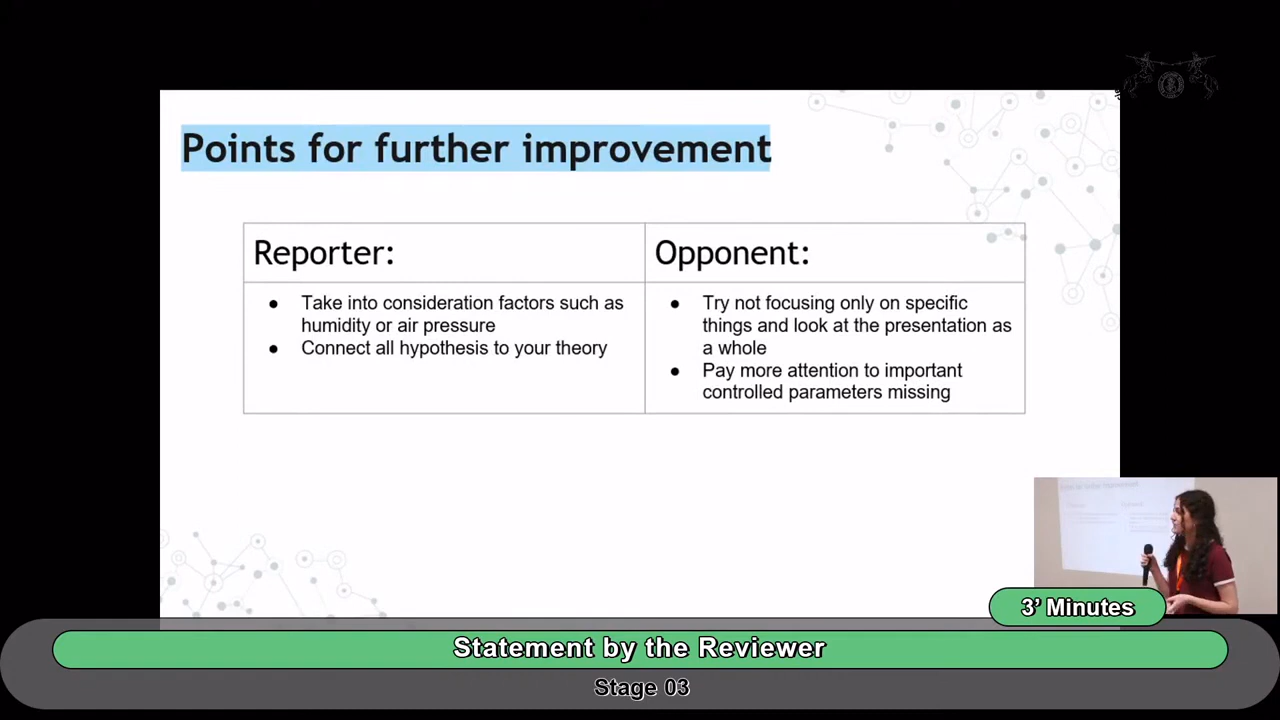 Points for further improvement
Reporter:
Opponent:
● Take into consideration factors such as
humidity or air pressure
● Connect all hypothesis to your theory
● Try not focusing only on specific
things and look at the presentation as
a whole
● Pay more attention to important
controlled parameters missing
3’ Minutes
Statement by the Reviewer
Stage 03